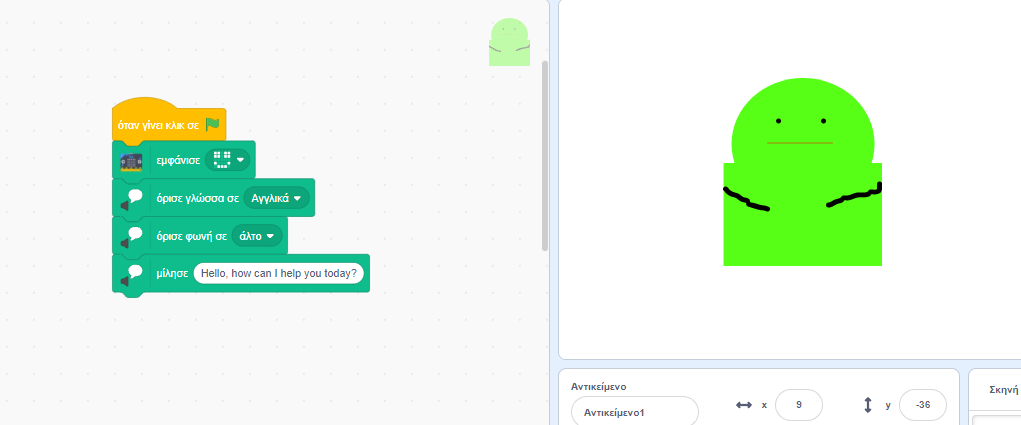 όταν γίνει κλικ σε
εμφάνισε
όρισε γλώσσα σε Αγγλικά
όρισε φωνή σε άλτο
μίλησε Hello, how can I help you today?
Αντικείμενο
Αντικείμενο1
x 9
y -36
Σκηνή